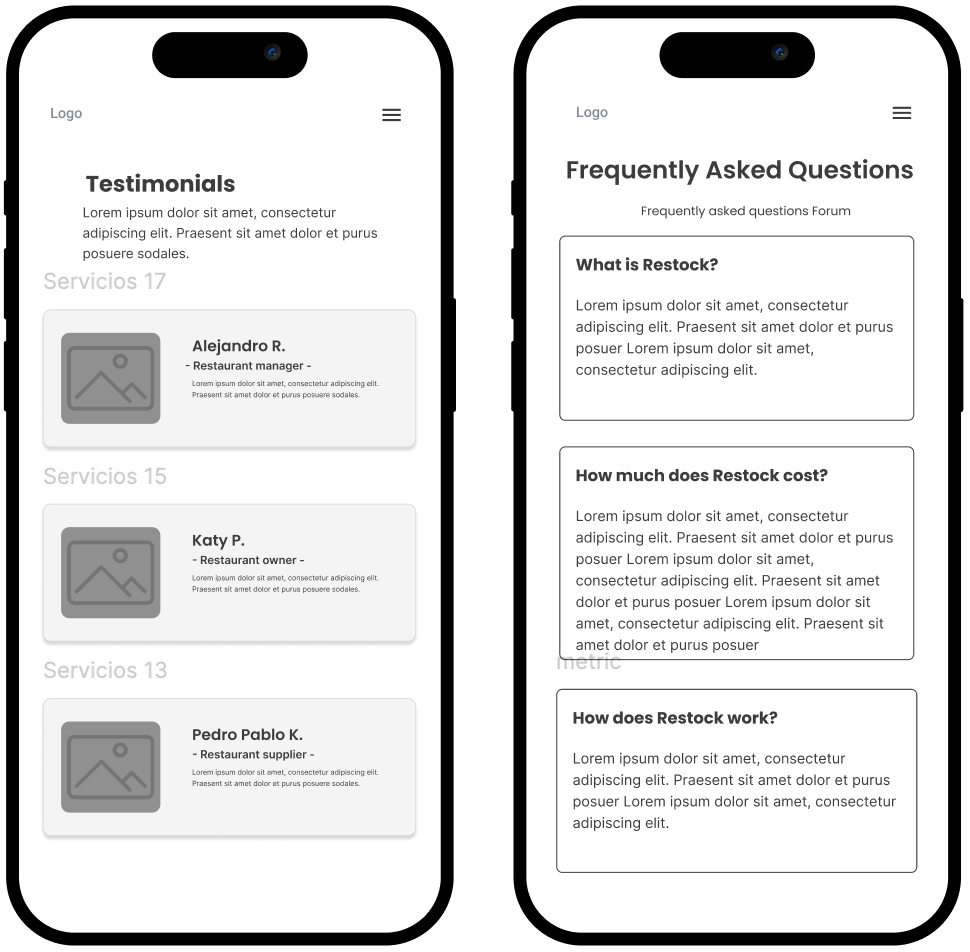 Logo
Testimonials
Lorem ipsum dolor sit amet, consectetur
adipiscing elit. Praesent sit amet dolor et purus
posuere sodales.
Servicios 17
Alejandro R.
- Restaurant manager -
Lorem ipsum dolor sit amet, consectetur adipiscing elit.
Praesent sit amet dolor et purus posuere sodales.
Servicios 15
Katy P.
- Restaurant owner -
Lorem ipsum dolor sit amet, consectetur adipiscing elit.
Praesent sit amet dolor et purus posuere sodales.
Servicios 13
Pedro Pablo K.
- Restaurant supplier -
Lorem ipsum dolor sit amet, consectetur adipiscing elit.
Praesent sit amet dolor et purus posuere sodales.
Logo
Frequently Asked Questions
Frequently asked questions Forum
What is Restock?
Lorem ipsum dolor sit amet, consectetur
adipiscing elit. Praesent sit amet dolor et purus
posuer Lorem ipsum dolor sit amet,
consectetur adipiscing elit.
How much does Restock cost?
Lorem ipsum dolor sit amet, consectetur
adipiscing elit. Praesent sit amet dolor et purus
posuer Lorem ipsum dolor sit amet,
consectetur adipiscing elit. Praesent sit amet
dolor et purus posuer Lorem ipsum dolor sit
amet, consectetur adipiscing elit. Praesent sit
amet dolor et purus posuer
metric
How does Restock work?
Lorem ipsum dolor sit amet, consectetur
adipiscing elit. Praesent sit amet dolor et purus
posuer Lorem ipsum dolor sit amet, consectetur
adipiscing elit.